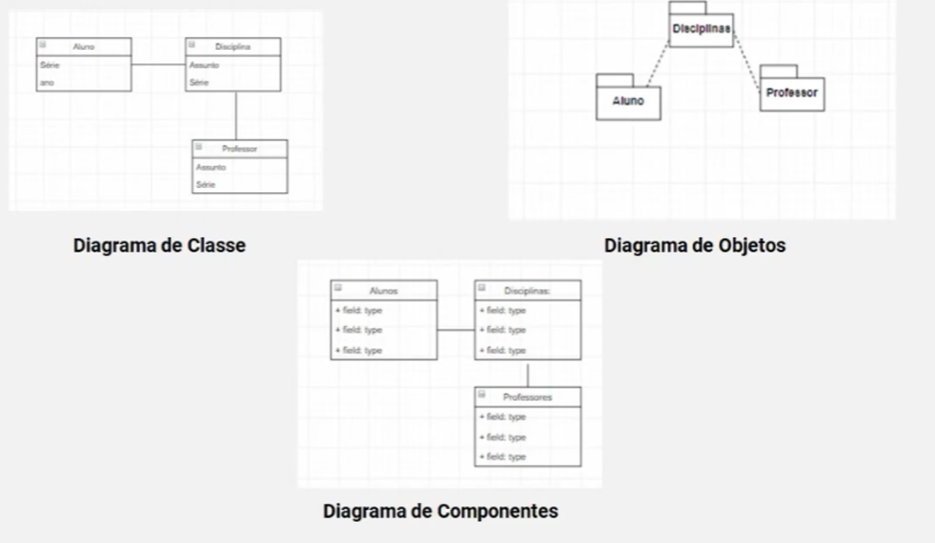 Aluno
Série
ano
Disciplina
Assunto
Série
Professor
Assunto
Série
Diagrama de Classe
Disciplinas
Aluno
Professor
Diagrama de Objetos
Alunos
+ field: type
+ field: type
+ field: type
Disciplinas:
+ field: type
+ field: type
+ field: type
Professores
+ field: type
+ field: type
+ field: type
Diagrama de Componentes